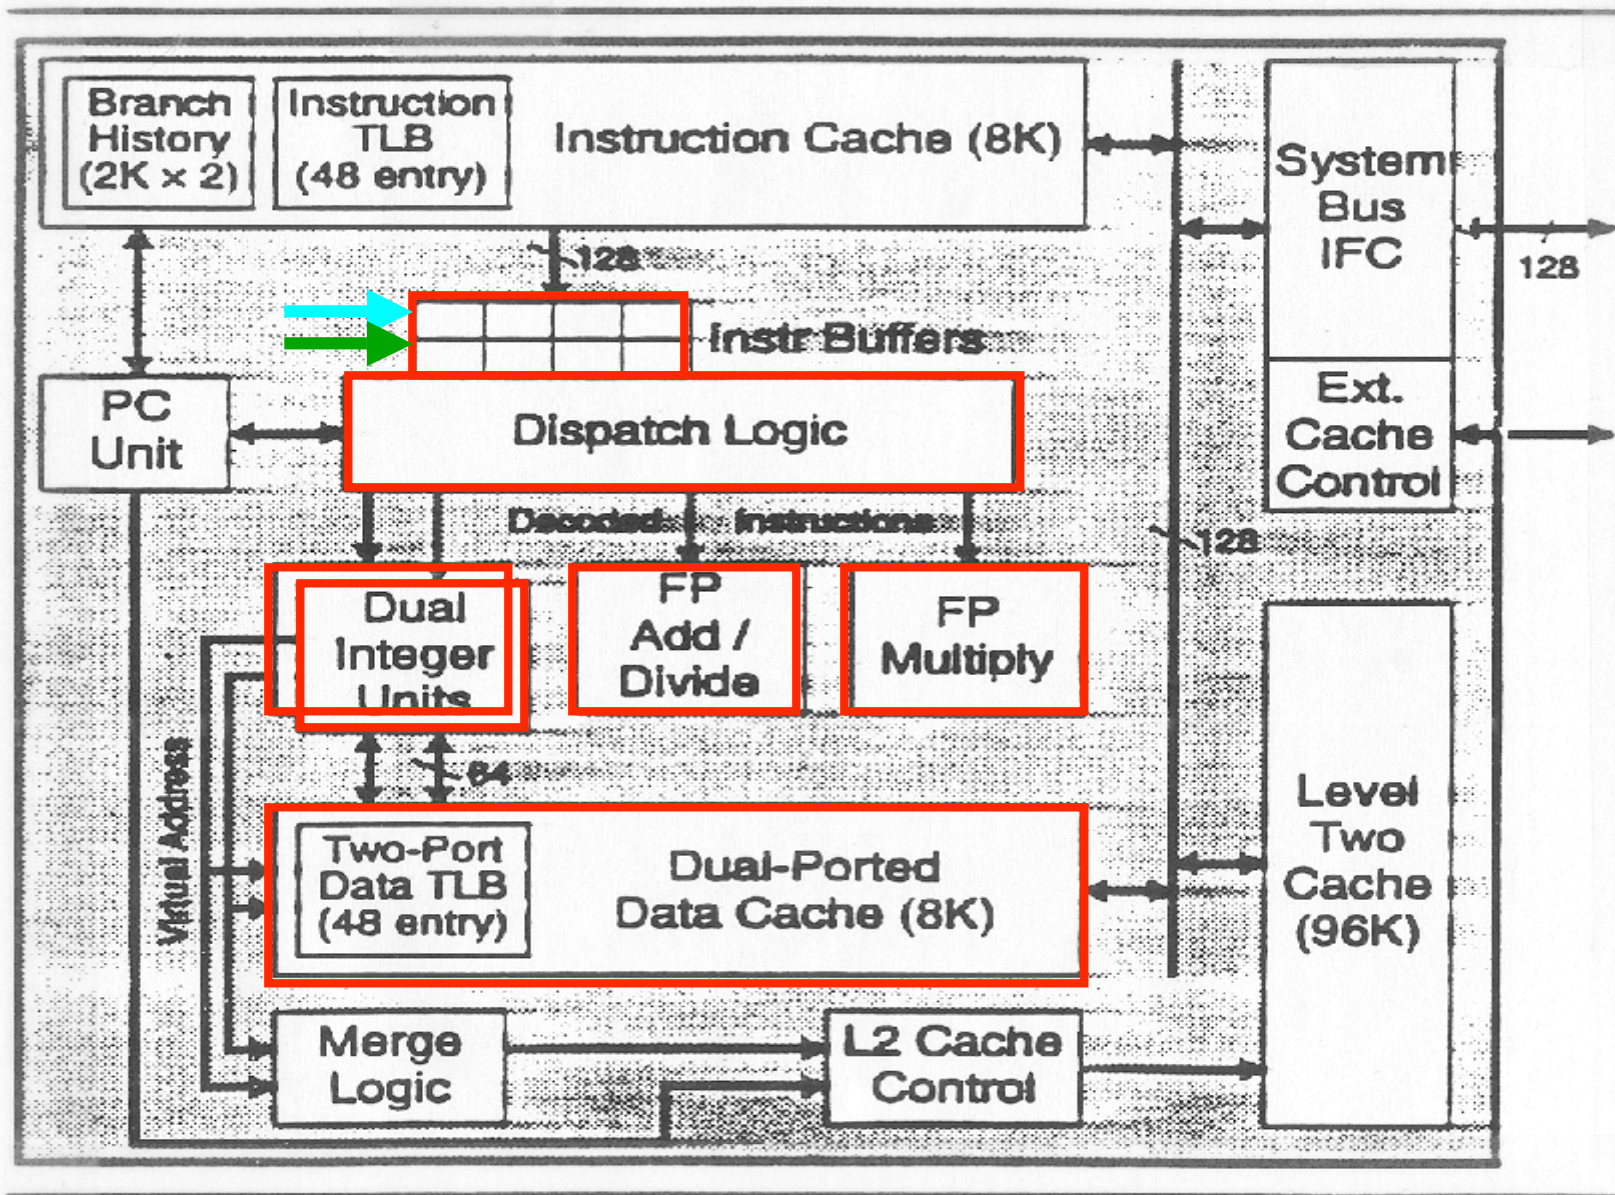 Branch
History
(2K x 2)
Instruction
TLB
(48 entry)
Instruction Cache (8K)
System
Bus
IFC
128
128
Instr Buffers
PC
Unit
Dispatch Logic
Ext.
Cache
Control
Decoded Instructions
128
Dual
Integer
Units
FP
Add /
Divide
FP
Multiply
64
Virtual Address
Two-Port
Data TLB
(48 entry)
Dual-Ported
Data Cache (8K)
Level
Two
Cache
(96K)
Merge
Logic
L2 Cache
Control